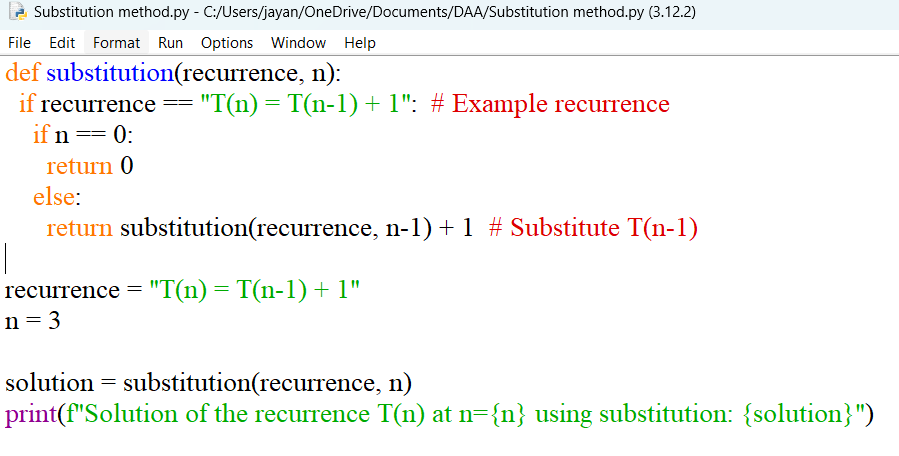 Substitution method.py - C:/Users/jayan/OneDrive/Documents/DAA/Substitution method.py (3.12.2)
File Edit Format Run Options Window Help
def substitution(recurrence, n):
  if recurrence == "T(n) = T(n-1) + 1":  # Example recurrence
    if n == 0:
      return 0
    else:
      return substitution(recurrence, n-1) + 1  # Substitute T(n-1)
recurrence = "T(n) = T(n-1) + 1"
n = 3
solution = substitution(recurrence, n)
print(f"Solution of the recurrence T(n) at n={n} using substitution: {solution}")